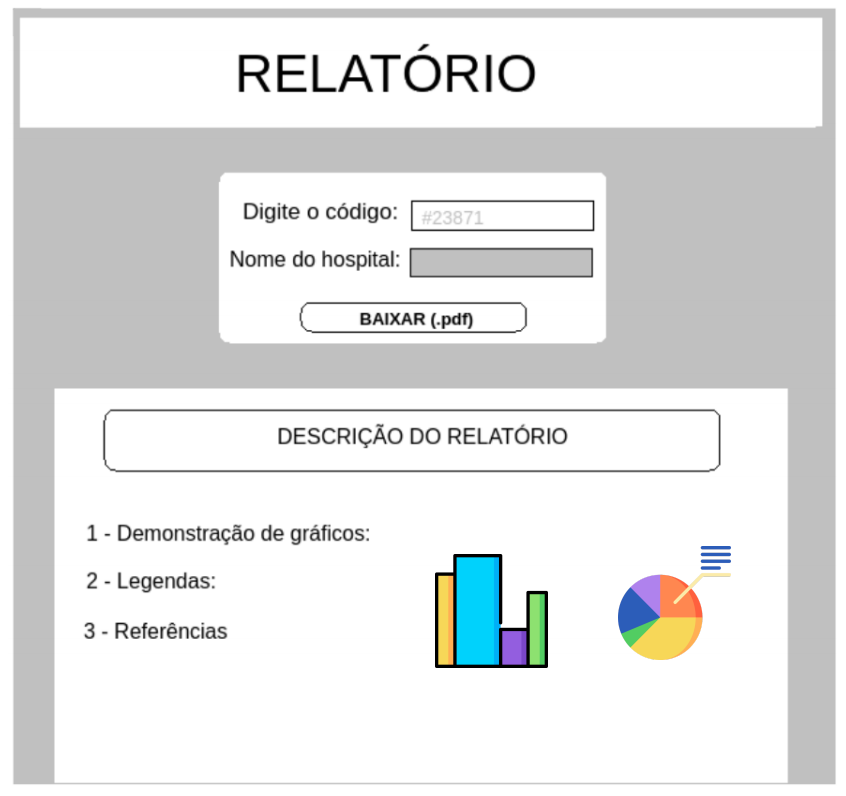 RELATÓRIO
Digite o código: #23871
Nome do hospital:
BAIXAR (.pdf)
DESCRIÇÃO DO RELATÓRIO
1 - Demonstração de gráficos:
2 - Legendas:
3 - Referências